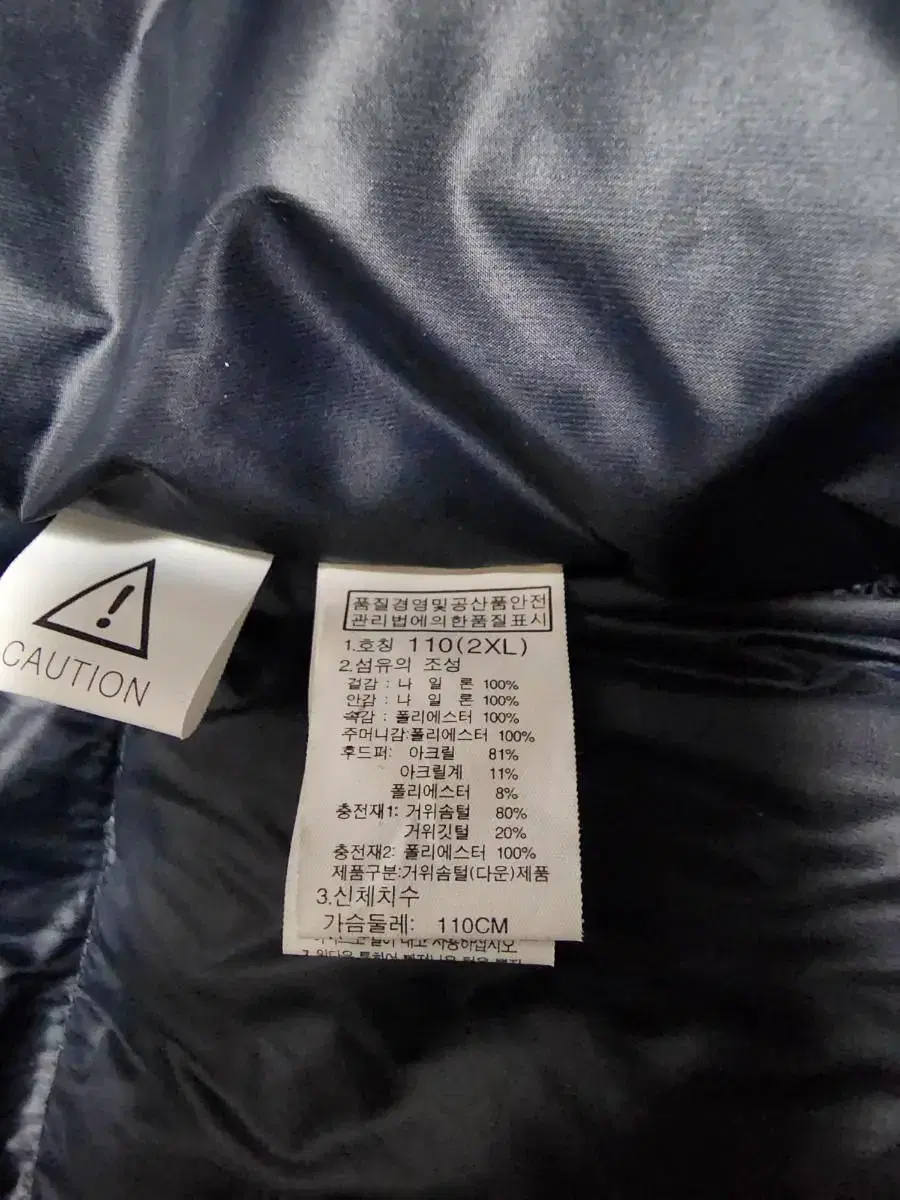 CAUTION
품질경영및공산품안전
관리법에의한품질표시
1.호칭 110(2XL)
2.섬유의 조성
겉감 : 나 일 론 100%
안감 : 나 일 론 100%
속감 : 폴리에스터 100%
주머니감:폴리에스터 100%
후드퍼: 아크릴 81%
아크릴계 11%
폴리에스터 8%
충전재1: 거위솜털 80%
거위깃털 20%
충전재2: 폴리에스터 100%
제품구분:거위솜털(다운)제품
3.신체치수
가슴둘레: 110CM
사용하십시오